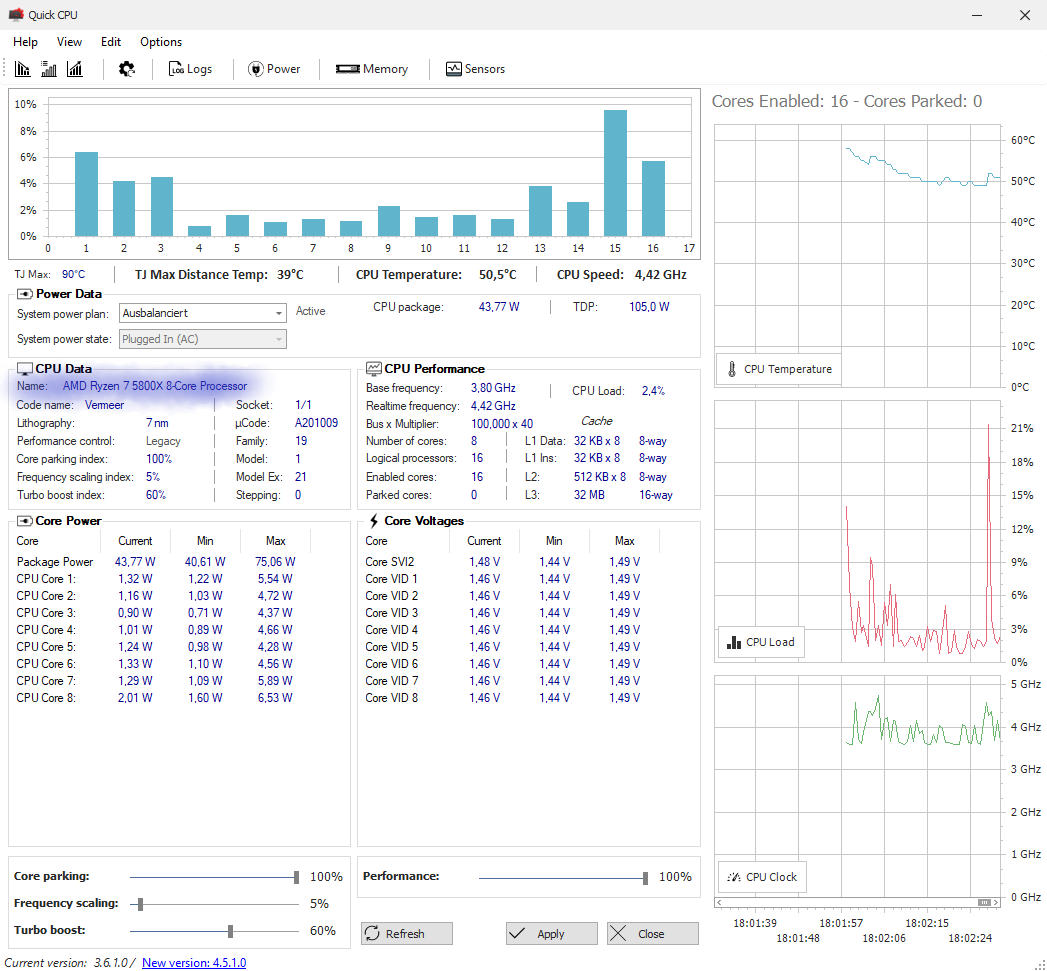 Quick CPU
Help View Edit Options
Logs Power Memory Sensors
10%
8%
6%
4%
2%
0%
0 1 2 3 4 5 6 7 8 9 10 11 12 13 14 15 16 17
TJ Max: 90°C TJ Max Distance Temp: 39°C CPU Temperature: 50,5°C CPU Speed: 4,42 GHz
Power Data
System power plan: Ausbalanciert Active CPU package: 43,77 W TDP: 105,0 W
System power state: Plugged In (AC)
CPU Data
Name: AMD Ryzen 7 5800X 8-Core Processor
Code name: Vermeer Socket: 1/1
Lithography: 7 nm µCode: A201009
Performance control: Legacy Family: 19
Core parking index: 100% Model: 1
Frequency scaling index: 5% Model Ex: 21
Turbo boost index: 60% Stepping: 0
CPU Performance
Base frequency: 3,80 GHz CPU Load: 2,4%
Realtime frequency: 4,42 GHz
Bus x Multiplier: 100,000 x 40 Cache
Number of cores: 8 L1 Data: 32 KB x 8 8-way
Logical processors: 16 L1 Ins: 32 KB x 8 8-way
Enabled cores: 16 L2: 512 KB x 8 8-way
Parked cores: 0 L3: 32 MB 16-way
Core Power
Core Current Min Max
Package Power 43,77 W 40,61 W 75,06 W
CPU Core 1: 1,32 W 1,22 W 5,54 W
CPU Core 2: 1,16 W 1,03 W 4,72 W
CPU Core 3: 0,90 W 0,71 W 4,37 W
CPU Core 4: 1,01 W 0,89 W 4,66 W
CPU Core 5: 1,24 W 0,98 W 4,28 W
CPU Core 6: 1,33 W 1,10 W 4,56 W
CPU Core 7: 1,29 W 1,09 W 5,89 W
CPU Core 8: 2,01 W 1,60 W 6,53 W
Core Voltages
Core Current Min Max
Core SVI2 1,48 V 1,44 V 1,49 V
Core VID 1 1,46 V 1,44 V 1,49 V
Core VID 2 1,46 V 1,44 V 1,49 V
Core VID 3 1,46 V 1,44 V 1,49 V
Core VID 4 1,46 V 1,44 V 1,49 V
Core VID 5 1,46 V 1,44 V 1,49 V
Core VID 6 1,46 V 1,44 V 1,49 V
Core VID 7 1,46 V 1,44 V 1,49 V
Core VID 8 1,46 V 1,44 V 1,49 V
Core parking: 100%
Frequency scaling: 5%
Turbo boost: 60%
Performance: 100%
Refresh Apply Close
Current version: 3.6.1.0 / New version: 4.5.1.0
Cores Enabled: 16 - Cores Parked: 0
60°C
50°C
40°C
30°C
20°C
10°C
0°C
CPU Temperature
21%
18%
15%
12%
9%
6%
3%
0%
CPU Load
5 GHz
4 GHz
3 GHz
2 GHz
1 GHz
0 GHz
CPU Clock
18:01:39 18:01:57 18:02:15
18:01:48 18:02:06 18:02:24